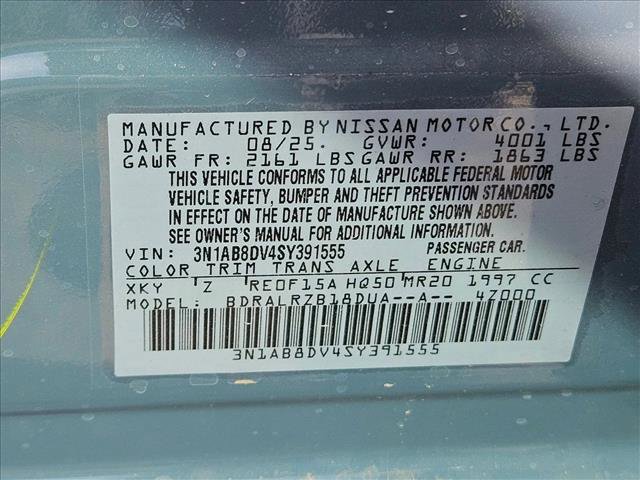 MANUFACTURED BY NISSAN MOTOR CO., LTD.
DATE: 08/25. GVWR: 4001 LBS
GAWR FR: 2161 LBS GAWR RR: 1863 LBS
THIS VEHICLE CONFORMS TO ALL APPLICABLE FEDERAL MOTOR
VEHICLE SAFETY, BUMPER AND THEFT PREVENTION STANDARDS
IN EFFECT ON THE DATE OF MANUFACTURE SHOWN ABOVE.
SEE OWNER'S MANUAL FOR ADDITIONAL INFORMATION.
VIN: 3N1AB8DV4SY391555 PASSENGER CAR.
COLOR TRIM TRANS AXLE ENGINE
XKY Z RE0F15A HQ50 MR20 1997 CC
MODEL: BDRALRZB18DUA--A-- 4Z000
3N1AB8DV4SY391555